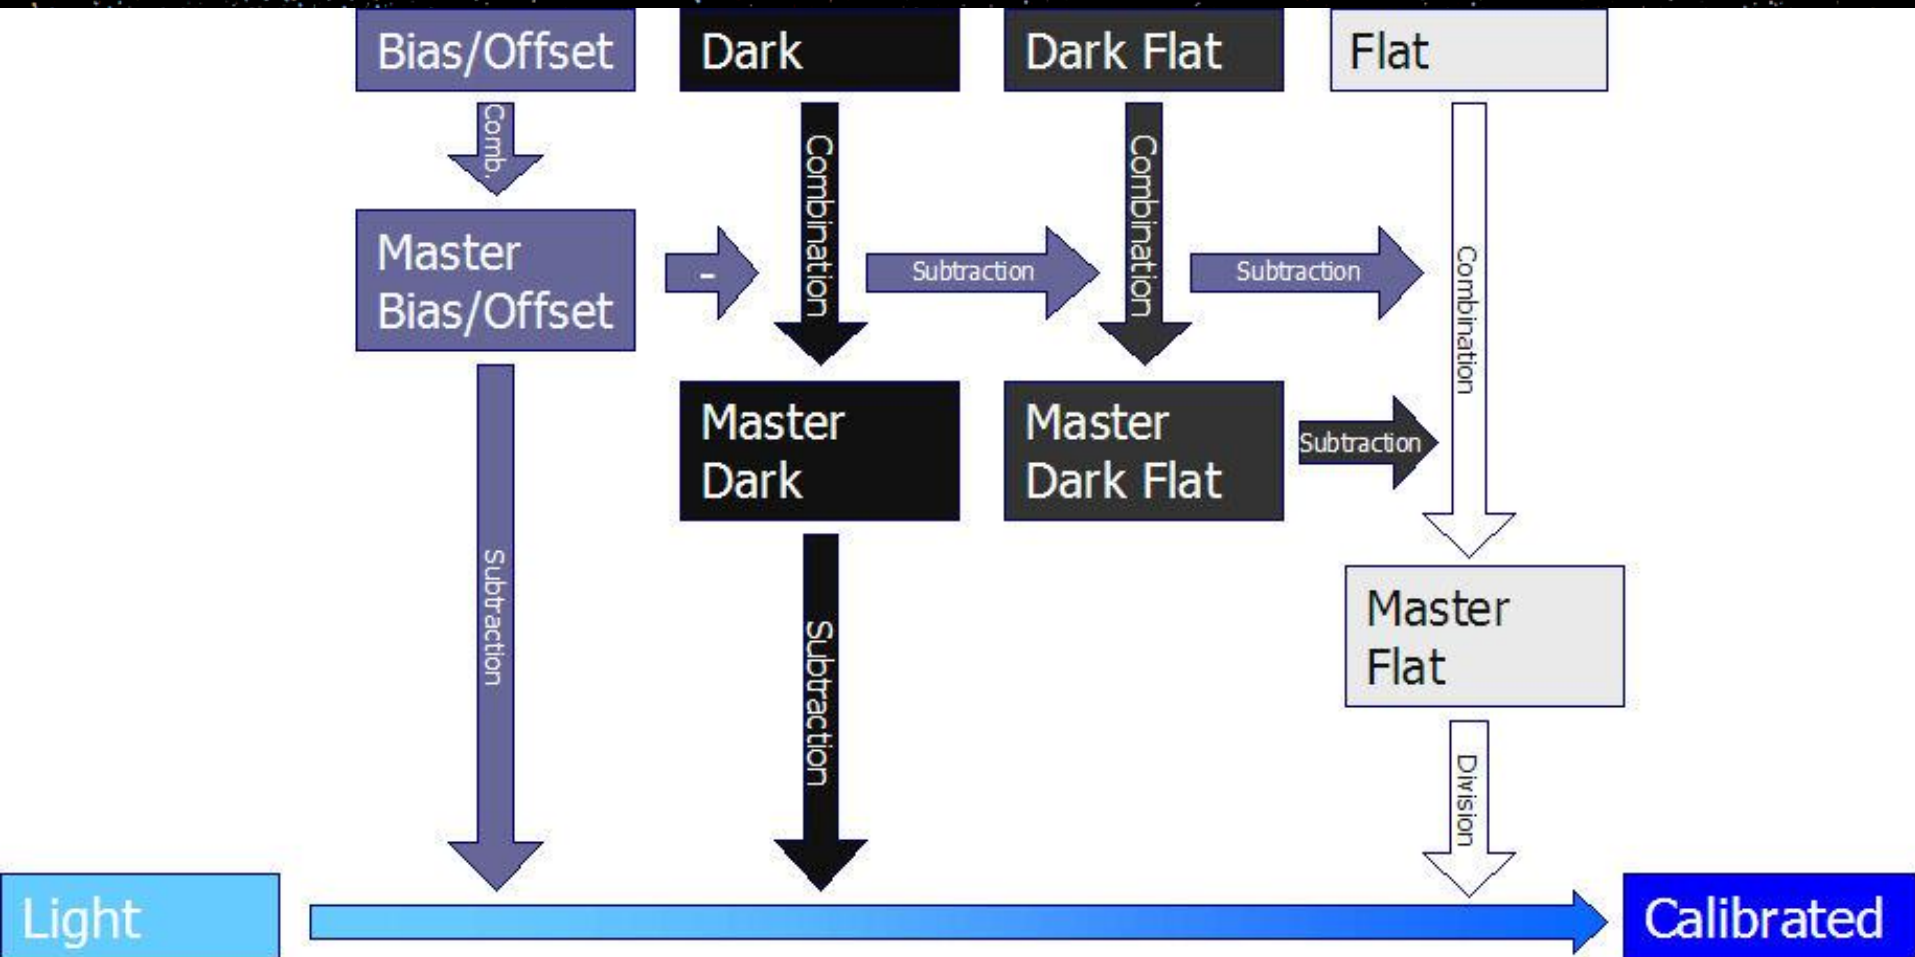 Bias/Offset
Dark
Dark Flat
Flat
Comb.
Combination
Combination
Combination
Master
Bias/Offset
-
Subtraction
Subtraction
Master
Dark
Master
Dark Flat
Subtraction
Master
Flat
Subtraction
Subtraction
Division
Light
Calibrated